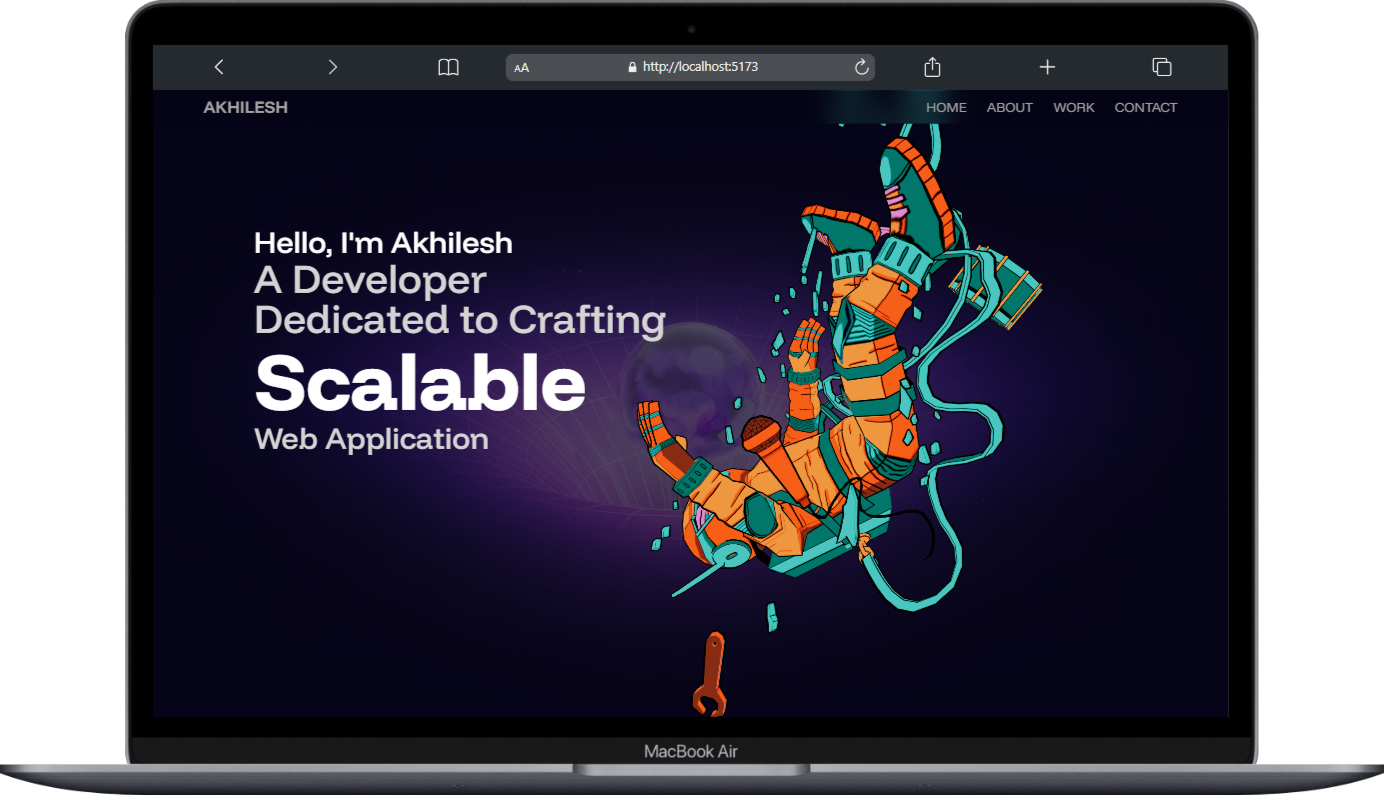 AA http://localhost:5173
AKHILESH HOME ABOUT WORK CONTACT
Hello, I'm Akhilesh
A Developer
Dedicated to Crafting
Scalable
Web Application
MacBook Air